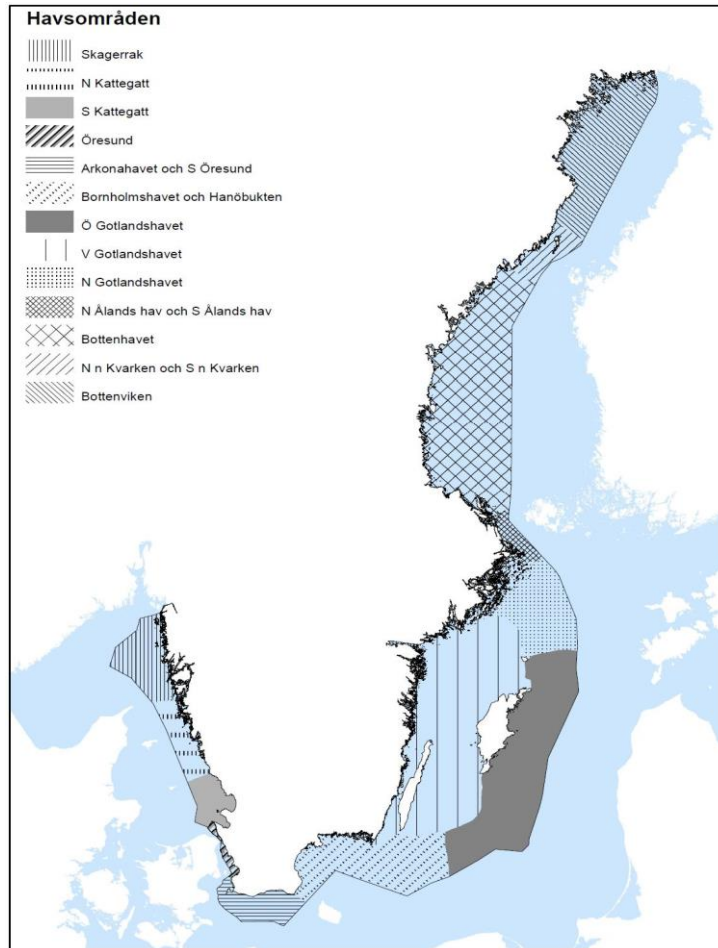 Havsområden
Skagerrak
N Kattegatt
S Kattegatt
Öresund
Arkonahavet och S Öresund
Bornholmshavet och Hanöbukten
Ö Gotlandshavet
V Gotlandshavet
N Gotlandshavet
N Ålands hav och S Ålands hav
Bottenhavet
N n Kvarken och S n Kvarken
Bottenviken